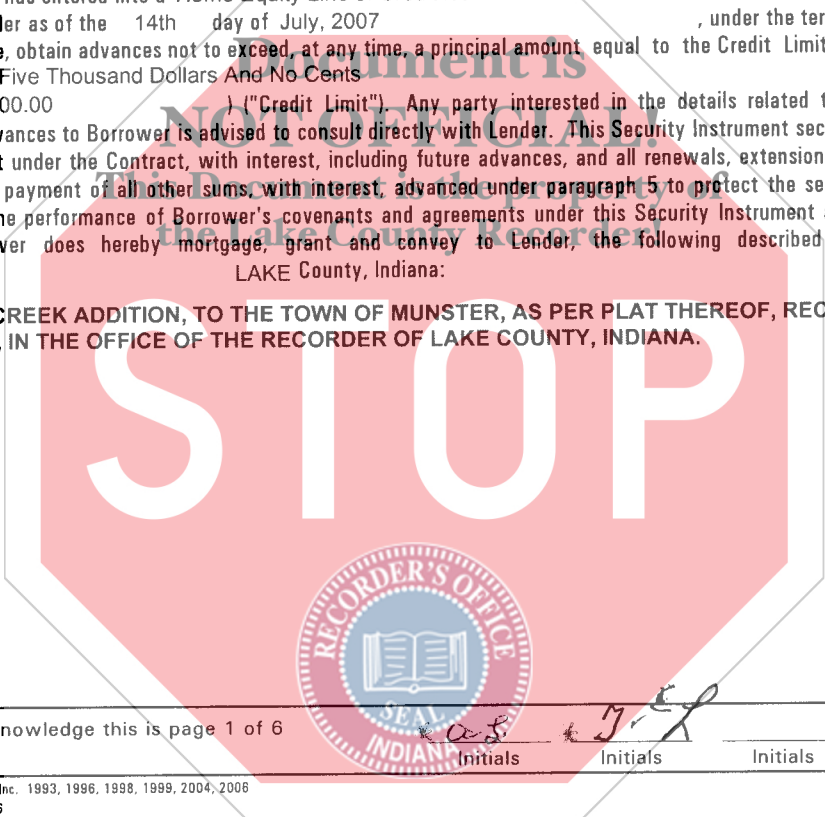 er as of the 14th day of July, 2007 , under the ter
, obtain advances not to exceed, at any time, a principal amount equal to the Credit Limit
Five Thousand Dollars And No Cents
00.00 ) ("Credit Limit"). Any party interested in the details related t
vances to Borrower is advised to consult directly with Lender. This Security Instrument sec
t under the Contract, with interest, including future advances, and all renewals, extension
payment of all other sums, with interest, advanced under paragraph 5 to protect the se
e performance of Borrower's covenants and agreements under this Security Instrument
ver does hereby mortgage, grant and convey to Lender, the following described
LAKE County, Indiana:
Document is
NOT OFFICIAL!
This Document is the property of
the Lake County Recorder!
CREEK ADDITION, TO THE TOWN OF MUNSTER, AS PER PLAT THEREOF, REC
, IN THE OFFICE OF THE RECORDER OF LAKE COUNTY, INDIANA.
STOP
RECORDER'S OFFICE
SEAL
INDIANA
nowledge this is page 1 of 6
Initials Initials Initials
nc. 1993, 1996, 1998, 1999, 2004, 2006